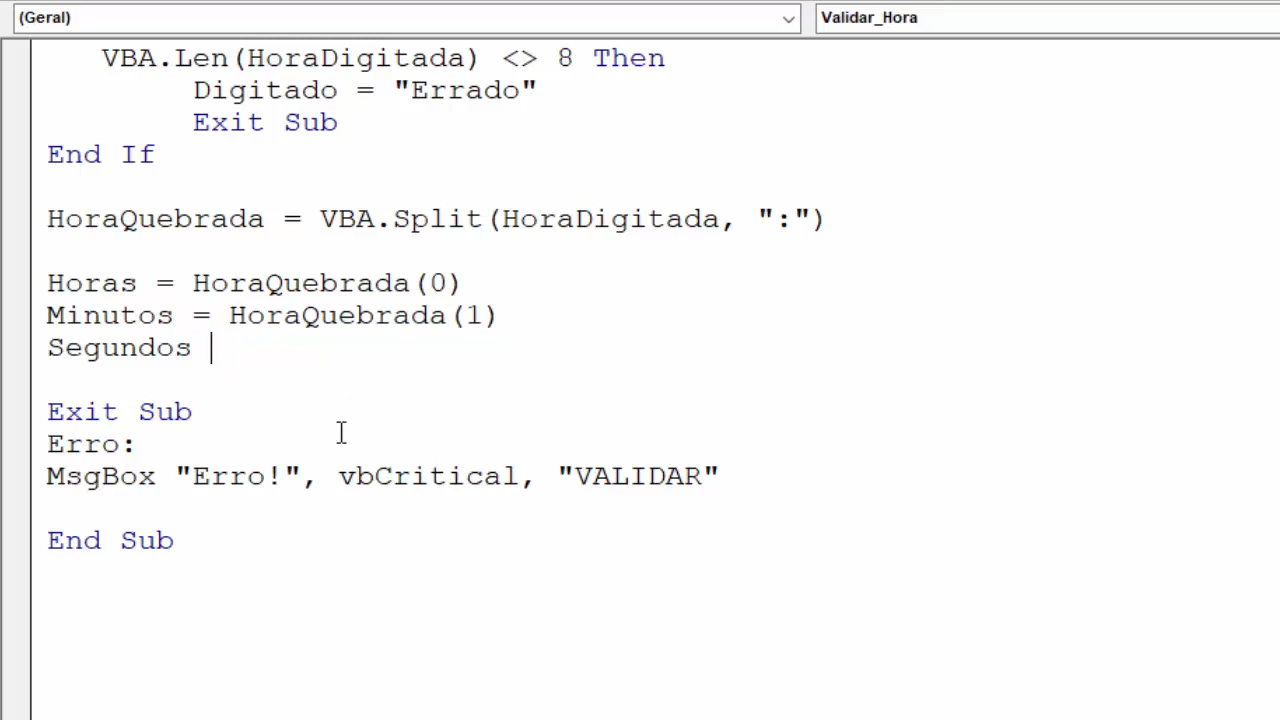 (Geral)
Validar_Hora
VBA.Len(HoraDigitada) <> 8 Then
Digitado = "Errado"
Exit Sub
End If
HoraQuebrada = VBA.Split(HoraDigitada, ":")
Horas = HoraQuebrada(0)
Minutos = HoraQuebrada(1)
Segundos
Exit Sub
Erro:
MsgBox "Erro!", vbCritical, "VALIDAR"
End Sub